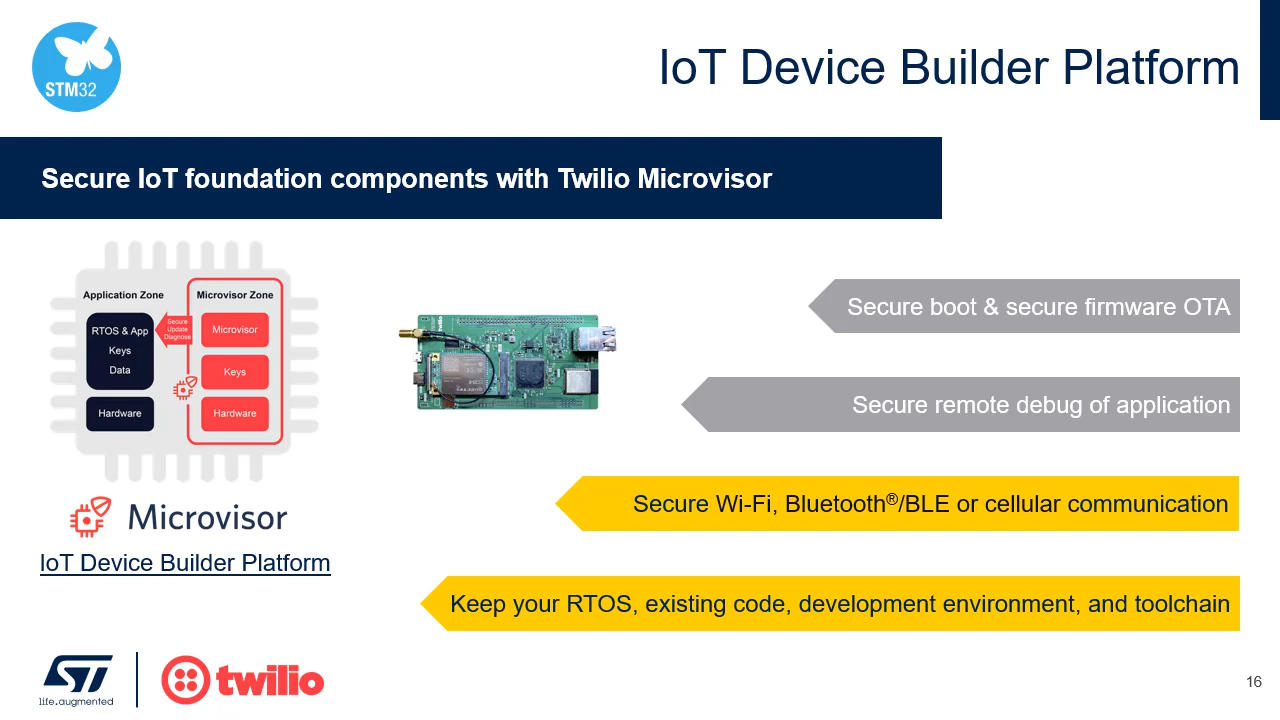 STM32
IoT Device Builder Platform
Secure IoT foundation components with Twilio Microvisor
Application Zone
Microvisor Zone
RTOS & App
Keys
Data
Hardware
Secure
Update
Diagnose
Microvisor
Keys
Hardware
twilio
Secure boot & secure firmware OTA
Secure remote debug of application
Secure Wi-Fi, Bluetooth®/BLE or cellular communication
Keep your RTOS, existing code, development environment, and toolchain
Microvisor
IoT Device Builder Platform
ST
life.augmented
twilio
16